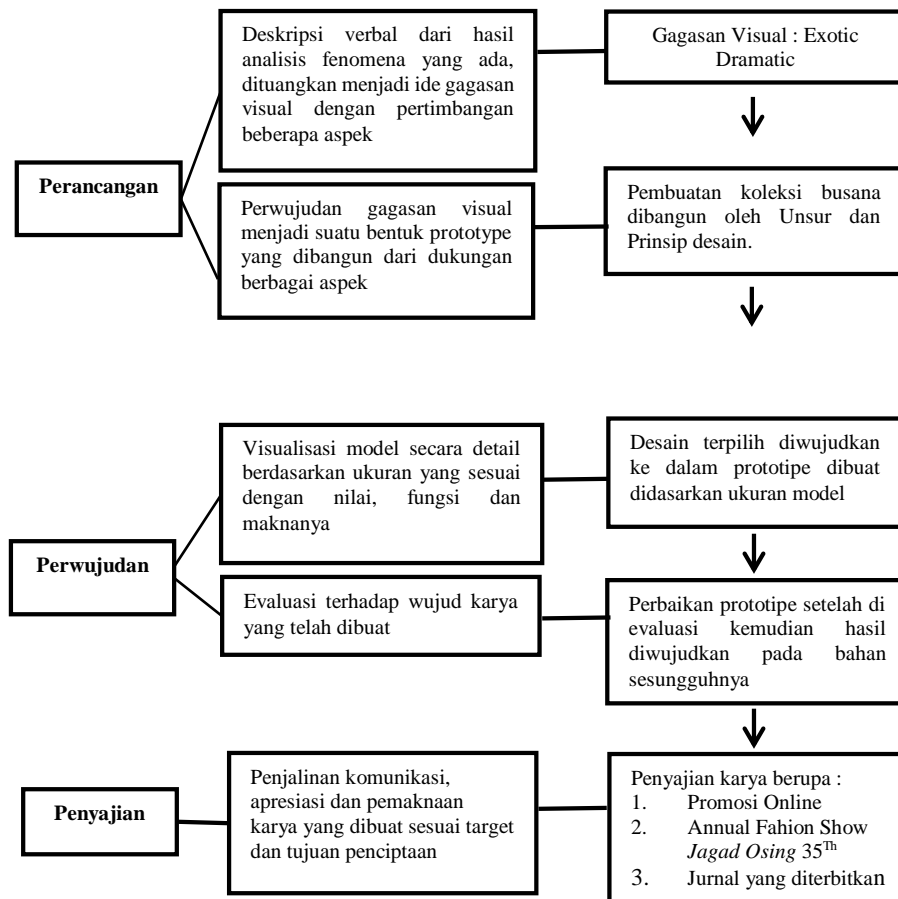 Deskripsi verbal dari hasil
analisis fenomena yang ada,
dituangkan menjadi ide gagasan
visual dengan pertimbangan
beberapa aspek
Gagasan Visual : Exotic
Dramatic
Perancangan
Perwujudan gagasan visual
menjadi suatu bentuk prototype
yang dibangun dari dukungan
berbagai aspek
Pembuatan koleksi busana
dibangun oleh Unsur dan
Prinsip desain.
Visualisasi model secara detail
berdasarkan ukuran yang sesuai
dengan nilai, fungsi dan
maknanya
Desain terpilih diwujudkan
ke dalam prototipe dibuat
didasarkan ukuran model
Perwujudan
Evaluasi terhadap wujud karya
yang telah dibuat
Perbaikan prototipe setelah di
evaluasi kemudian hasil
diwujudkan pada bahan
sesungguhnya
Penyajian
Penjalinan komunikasi,
apresiasi dan pemaknaan
karya yang dibuat sesuai target
dan tujuan penciptaan
Penyajian karya berupa :
1. Promosi Online
2. Annual Fahion Show
Jagad Osing 35Th
3. Jurnal yang diterbitkan